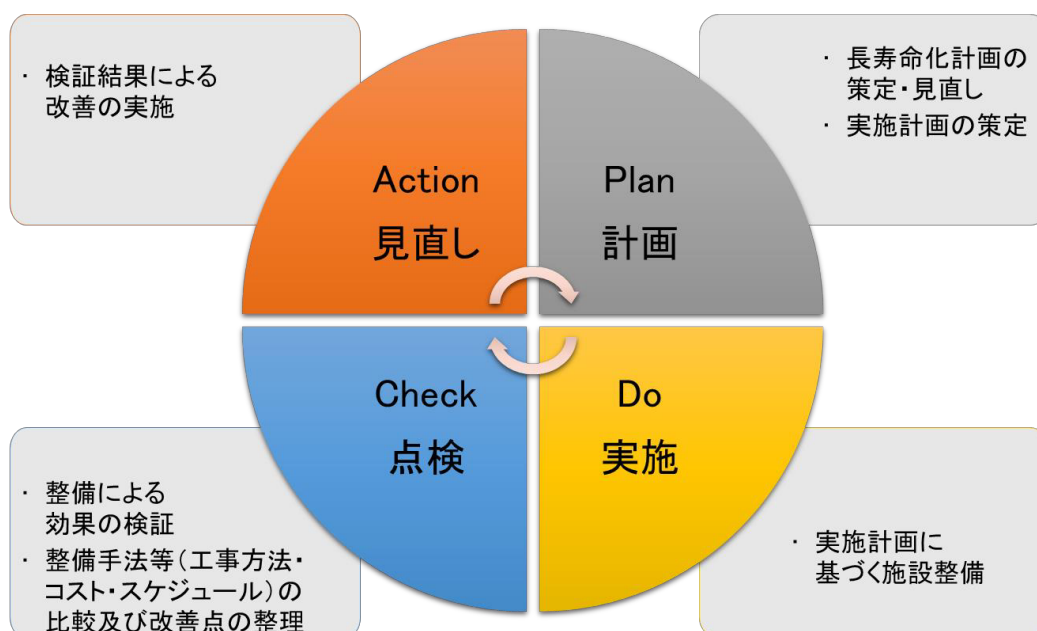 ・検証結果による
改善の実施
・長寿命化計画の
策定・見直し
・実施計画の策定
Action
見直し
Plan
計画
Check
点検
Do
実施
・整備による
効果の検証
・整備手法等（工事方法・
コスト・スケジュール）の
比較及び改善点の整理
・実施計画に
基づく施設整備